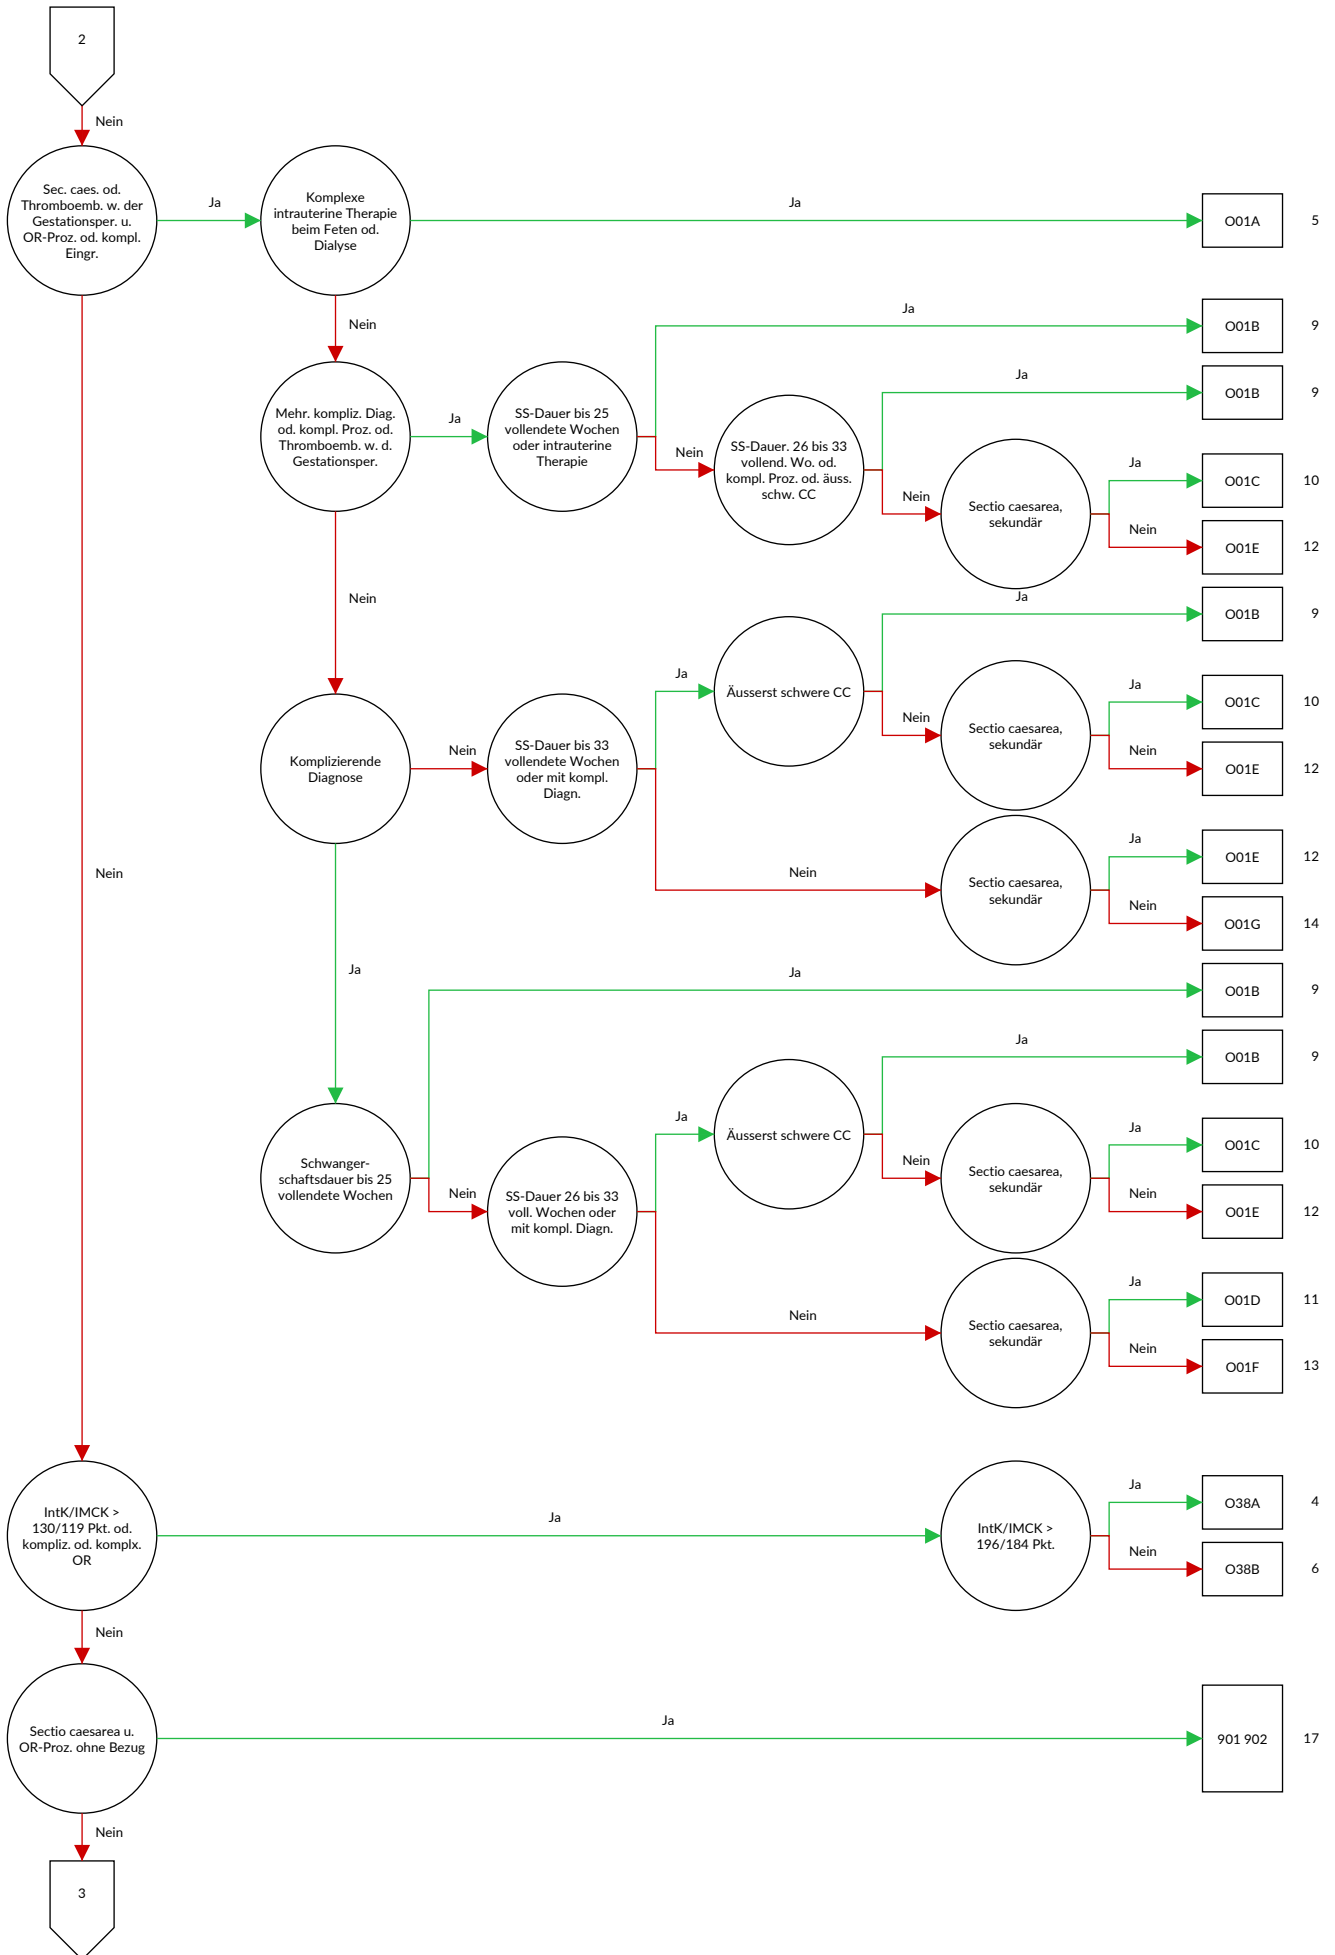 2
Nein
Sec. caes. od.
Thromboemb. w. der
Gestationsper. u.
OR-Proz. od. kompl.
Eingr.
Ja
Komplexe
intrauterine Therapie
beim Feten od.
Dialyse
Ja
O01A
5
Nein
Ja
O01B
9
Mehr. kompliz. Diag.
od. kompl. Proz. od.
Thromboemb. w. d.
Gestationsper.
Ja
SS-Dauer bis 25
vollendete Wochen
oder intrauterine
Therapie
Nein
SS-Dauer. 26 bis 33
vollend. Wo. od.
kompl. Proz. od. äuss.
schw. CC
Ja
O01B
9
Nein
Sectio caesarea,
sekundär
Ja
O01C
10
Nein
O01E
12
Nein
Ja
O01B
9
Komplizierende
Diagnose
Nein
SS-Dauer bis 33
vollendete Wochen
oder mit kompl.
Diagn.
Ja
Äusserst schwere CC
Nein
Sectio caesarea,
sekundär
Ja
O01C
10
Nein
O01E
12
Nein
Sectio caesarea,
sekundär
Ja
O01E
12
Nein
O01G
14
Nein
Ja
Ja
O01B
9
Schwanger-
schaftsdauer bis 25
vollendete Wochen
Nein
SS-Dauer 26 bis 33
voll. Wochen oder
mit kompl. Diagn.
Ja
Äusserst schwere CC
Ja
O01B
9
Nein
Sectio caesarea,
sekundär
Ja
O01C
10
Nein
O01E
12
Nein
Sectio caesarea,
sekundär
Ja
O01D
11
Nein
O01F
13
IntK/IMCK >
130/119 Pkt. od.
kompliz. od. komplx.
OR
Ja
IntK/IMCK >
196/184 Pkt.
Ja
O38A
4
Nein
O38B
6
Nein
Sectio caesarea u.
OR-Proz. ohne Bezug
Ja
901 902
17
Nein
3